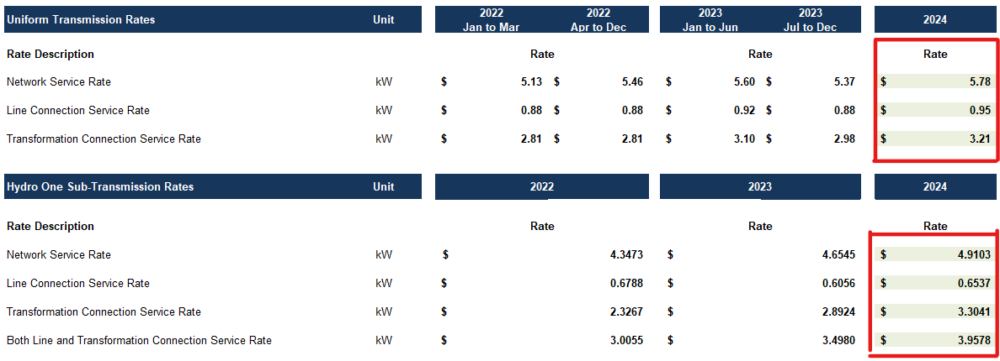 Uniform Transmission Rates Unit 2022 Jan to Mar 2022 Apr to Dec 2023 Jan to Jun 2023 Jul to Dec 2024
Rate Description Rate Rate Rate
Network Service Rate kW $ 5.13 $ 5.46 $ 5.60 $ 5.37 $ 5.78
Line Connection Service Rate kW $ 0.88 $ 0.88 $ 0.92 $ 0.88 $ 0.95
Transformation Connection Service Rate kW $ 2.81 $ 2.81 $ 3.10 $ 2.98 $ 3.21
Hydro One Sub-Transmission Rates Unit 2022 2023 2024
Rate Description Rate Rate Rate
Network Service Rate kW $ 4.3473 $ 4.6545 $ 4.9103
Line Connection Service Rate kW $ 0.6788 $ 0.6056 $ 0.6537
Transformation Connection Service Rate kW $ 2.3267 $ 2.8924 $ 3.3041
Both Line and Transformation Connection Service Rate kW $ 3.0055 $ 3.4980 $ 3.9578